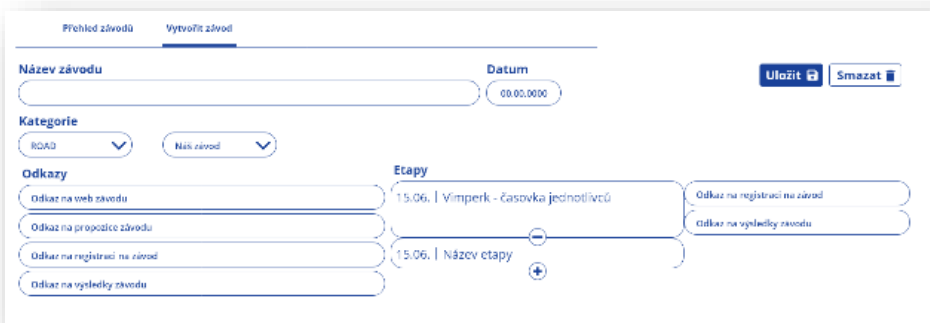 Přehled závodů
Vytvořit závod
Název závodu
Datum
00.00.0000
Uložit
Smazat
Kategorie
ROAD
Náš závod
Odkazy
Odkaz na web závodu
Odkaz na propozice závodu
Odkaz na registraci na závod
Odkaz na výsledky závodu
Etapy
15.06. | Vimperk - časovka jednotlivců
15.06. | Název etapy
Odkaz na registraci na závod
Odkaz na výsledky závodu